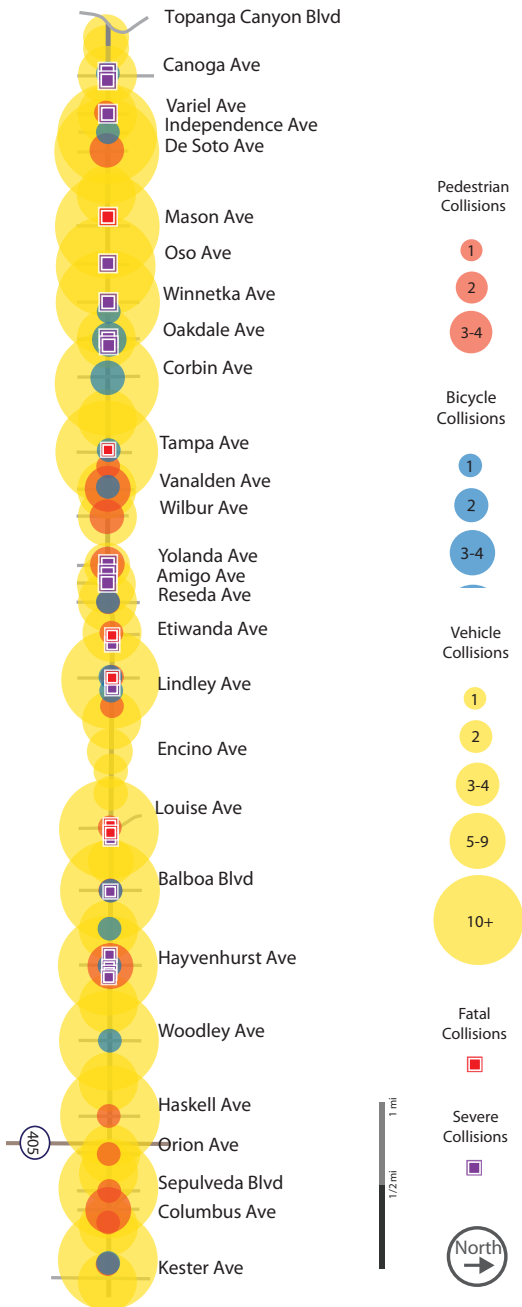 Topanga Canyon Blvd
Canoga Ave
Variel Ave
Independence Ave
De Soto Ave
Mason Ave
Oso Ave
Winnetka Ave
Oakdale Ave
Corbin Ave
Tampa Ave
Vanalden Ave
Wilbur Ave
Yolanda Ave
Amigo Ave
Reseda Ave
Etiwanda Ave
Lindley Ave
Encino Ave
Louise Ave
Balboa Blvd
Hayvenhurst Ave
Woodley Ave
Haskell Ave
405
Orion Ave
Sepulveda Blvd
Columbus Ave
Kester Ave
Pedestrian
Collisions
1
2
3-4
Bicycle
Collisions
1
2
3-4
Vehicle
Collisions
1
2
3-4
5-9
10+
Fatal
Collisions
Severe
Collisions
1 mi
1/2 mi
North